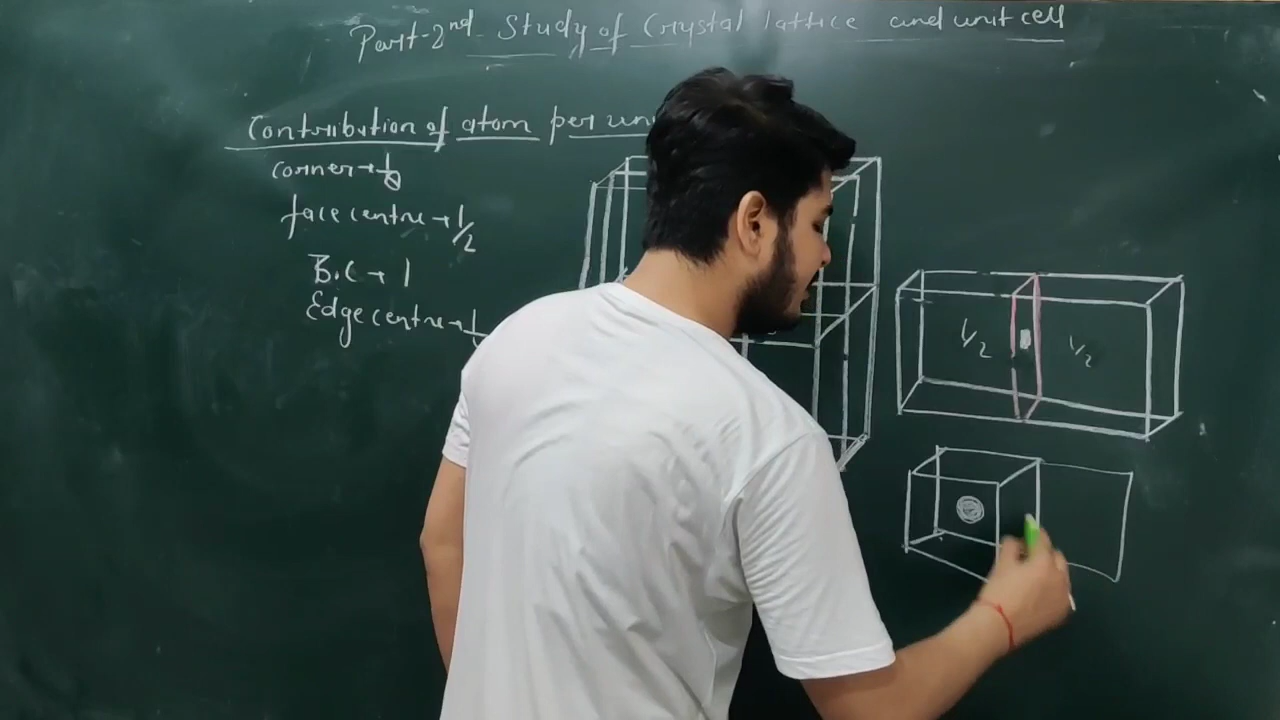 Part-2nd Study of Crystal lattice and unit cell
Contribution of atom per
corner → 1/8
face centre → 1/2
B.C → 1
Edge centre →
1/2 1/2